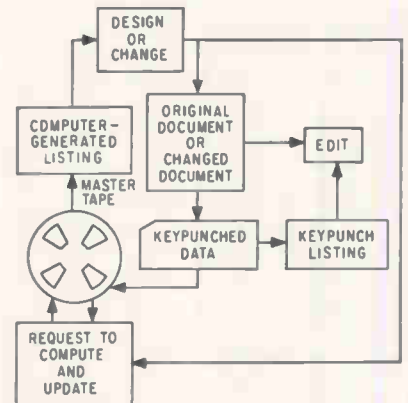 DESIGN
OR
CHANGE
COMPUTER-
GENERATED
LISTING
ORIGINAL
DOCUMENT
OR
CHANGED
DOCUMENT
EDIT
MASTER
TAPE
KEYPUNCHED
DATA
KEYPUNCH
LISTING
REQUEST TO
COMPUTE
AND
UPDATE